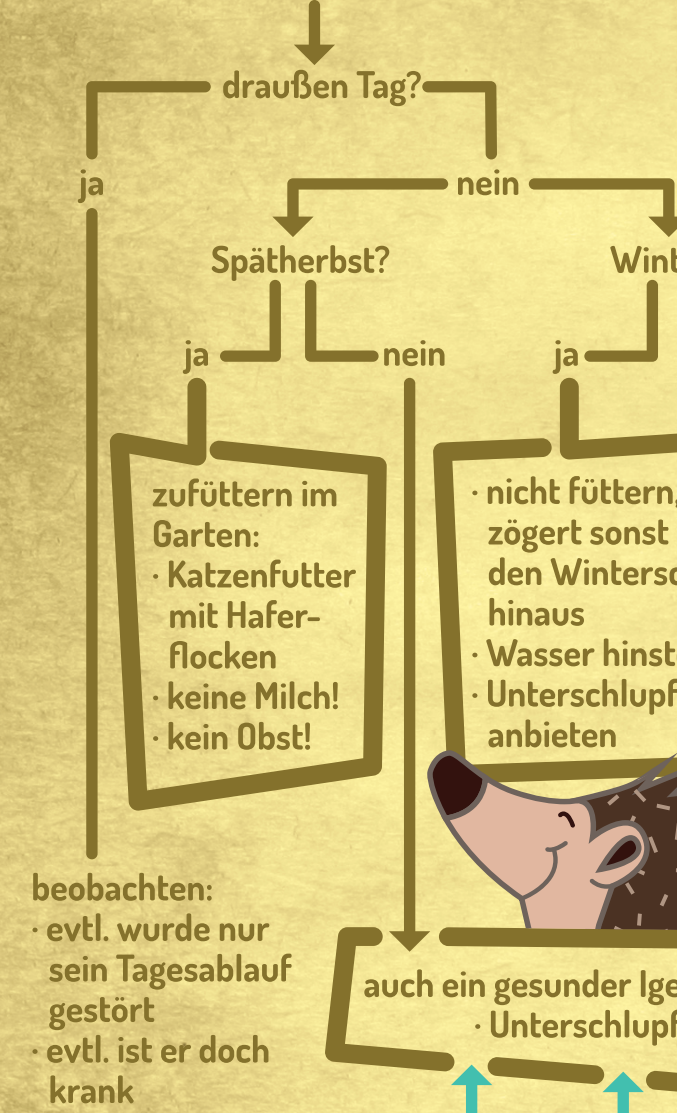 draußen Tag?
ja
nein
Spätherbst?
ja
nein
ja
zufüttern im
Garten:
· Katzenfutter
mit Hafer-
flocken
· keine Milch!
· kein Obst!
· nicht füttern,
zögert sonst
den
hinaus
· Wasser
· Unterschlupf
anbieten
beobachten:
· evtl. wurde nur
sein Tagesablauf
gestört
· evtl. ist er doch
krank
auch ein gesunder
· Unterschlupf